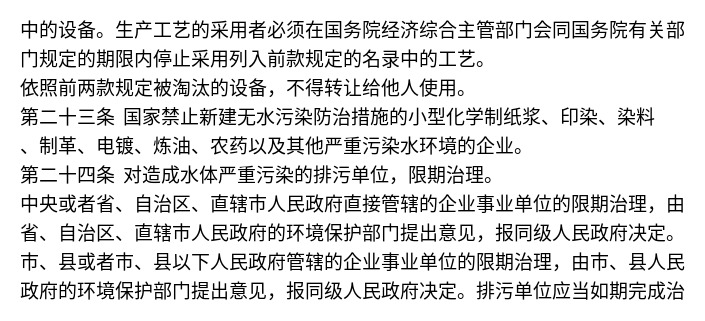 中的设备。生产工艺的采用者必须在国务院经济综合主管部门会同国务院有关部
门规定的期限内停止采用列入前款规定的名录中的工艺。
依照前两款规定被淘汰的设备，不得转让给他人使用。
第二十三条 国家禁止新建无水污染防治措施的小型化学制纸浆、印染、染料
、制革、电镀、炼油、农药以及其他严重污染水环境的企业。
第二十四条 对造成水体严重污染的排污单位，限期治理。
中央或者省、自治区、直辖市人民政府直接管辖的企业事业单位的限期治理，由
省、自治区、直辖市人民政府的环境保护部门提出意见，报同级人民政府决定。
市、县或者市、县以下人民政府管辖的企业事业单位的限期治理，由市、县人民
政府的环境保护部门提出意见，报同级人民政府决定。排污单位应当如期完成治